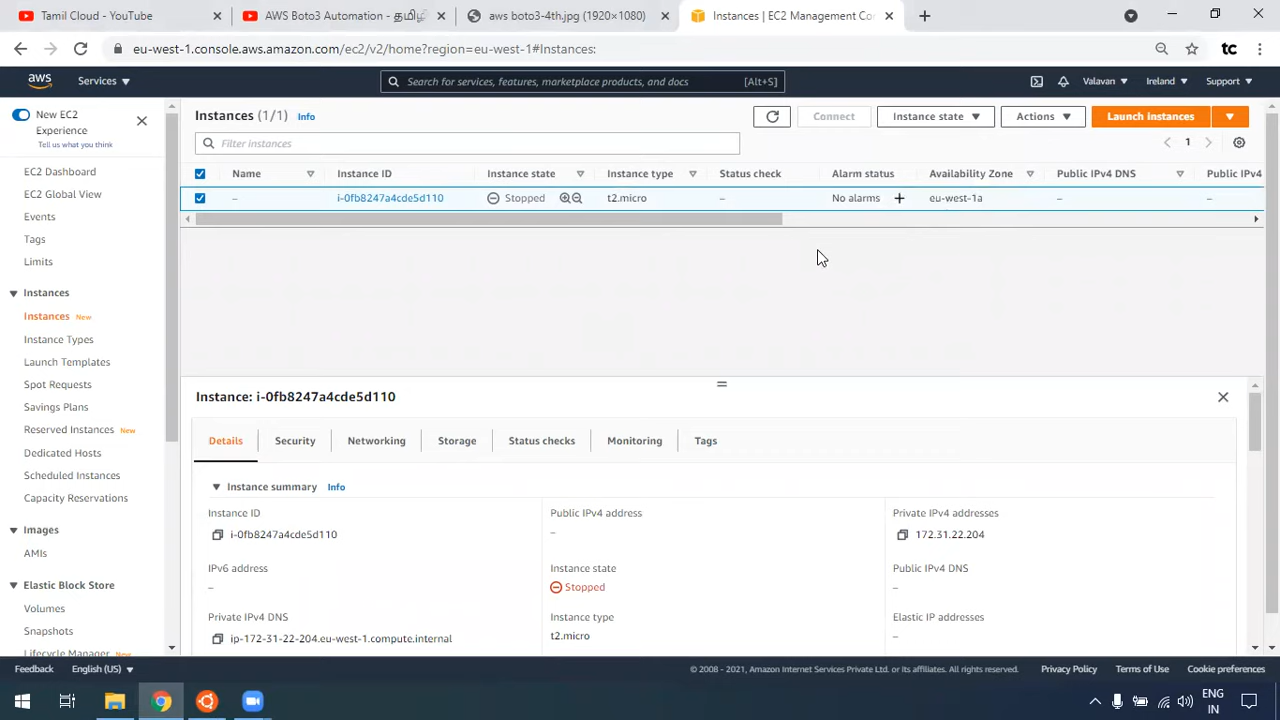 Tamil Cloud - YouTube
AWS Boto3 Automation - தமிழி
aws boto3-4th.jpg (1920×1080)
Instances | EC2 Management Con
eu-west-1.console.aws.amazon.com/ec2/v2/home?region=eu-west-1#Instances:
tc
aws
Services
Search for services, features, marketplace products, and docs
[Alt+S]
Valavan
Ireland
Support
New EC2
Experience
Tell us what you think
EC2 Dashboard
EC2 Global View
Events
Tags
Limits
Instances
Instances New
Instance Types
Launch Templates
Spot Requests
Savings Plans
Reserved Instances New
Dedicated Hosts
Scheduled Instances
Capacity Reservations
Images
AMIs
Elastic Block Store
Volumes
Snapshots
Lifecycle Manager
Instances (1/1) Info
Connect
Instance state
Actions
Launch instances
Filter instances
1
Name Instance ID Instance state Instance type Status check Alarm status Availability Zone Public IPv4 DNS Public IPv4
– i-0fb8247a4cde5d110 Stopped t2.micro – No alarms + eu-west-1a – –
Instance: i-0fb8247a4cde5d110
Details Security Networking Storage Status checks Monitoring Tags
Instance summary Info
Instance ID
i-0fb8247a4cde5d110
Public IPv4 address
–
Private IPv4 addresses
172.31.22.204
IPv6 address
–
Instance state
Stopped
Public IPv4 DNS
–
Private IPv4 DNS
ip-172-31-22-204.eu-west-1.compute.internal
Instance type
t2.micro
Elastic IP addresses
–
Feedback
English (US)
© 2008 - 2021, Amazon Internet Services Private Ltd. or its affiliates. All rights reserved.
Privacy Policy
Terms of Use
Cookie preferences
ENG
IN